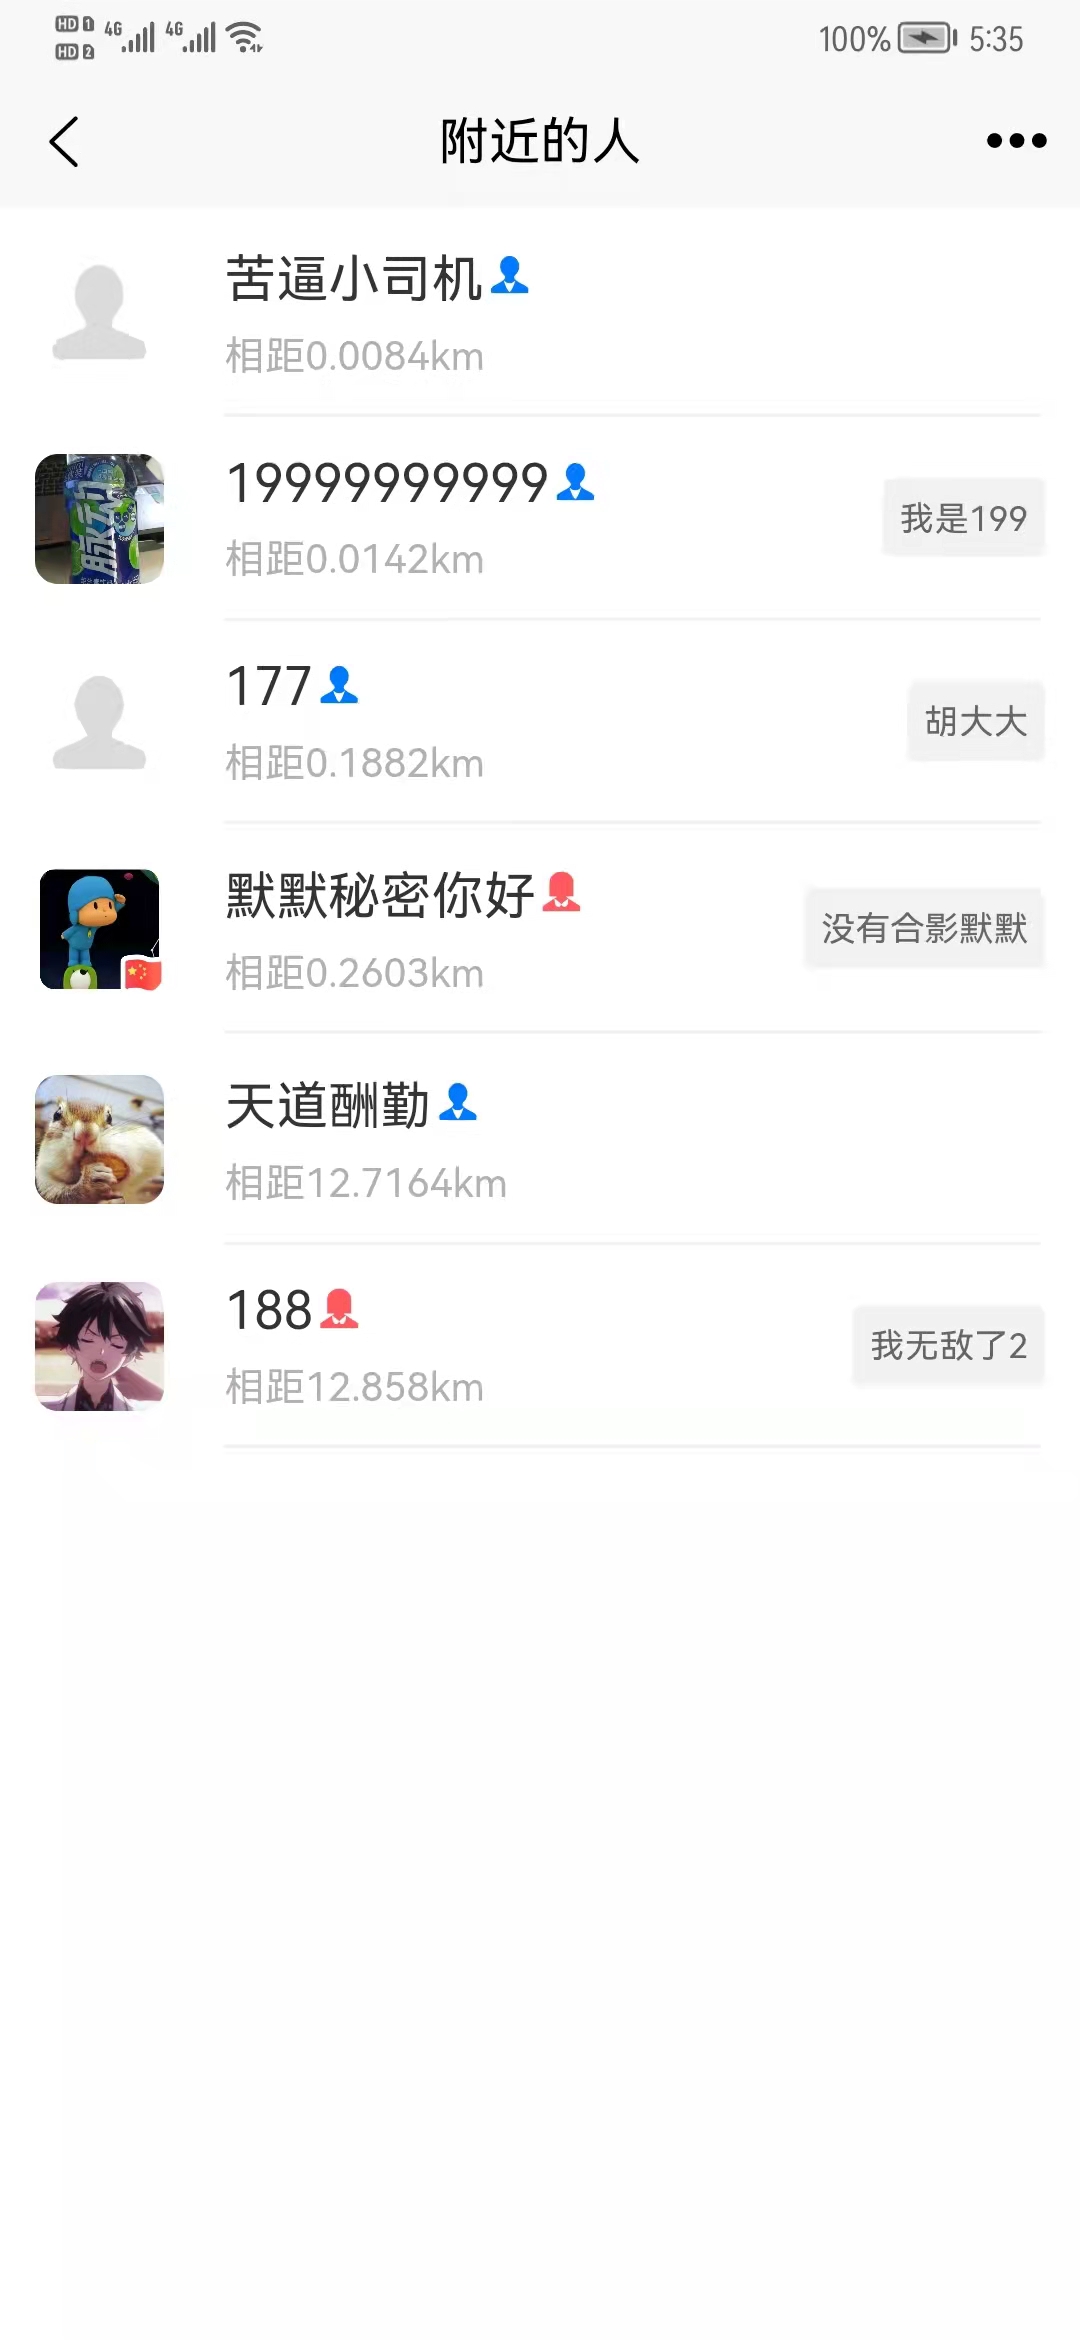 HD 1 4G 4G
HD 2
100% 5:35
附近的人
苦逼小司机
相距0.0084km
19999999999
相距0.0142km
我是199
脉动
177
相距0.1882km
胡大大
默默秘密你好
相距0.2603km
没有合影默默
天道酬勤
相距12.7164km
188
相距12.858km
我无敌了2